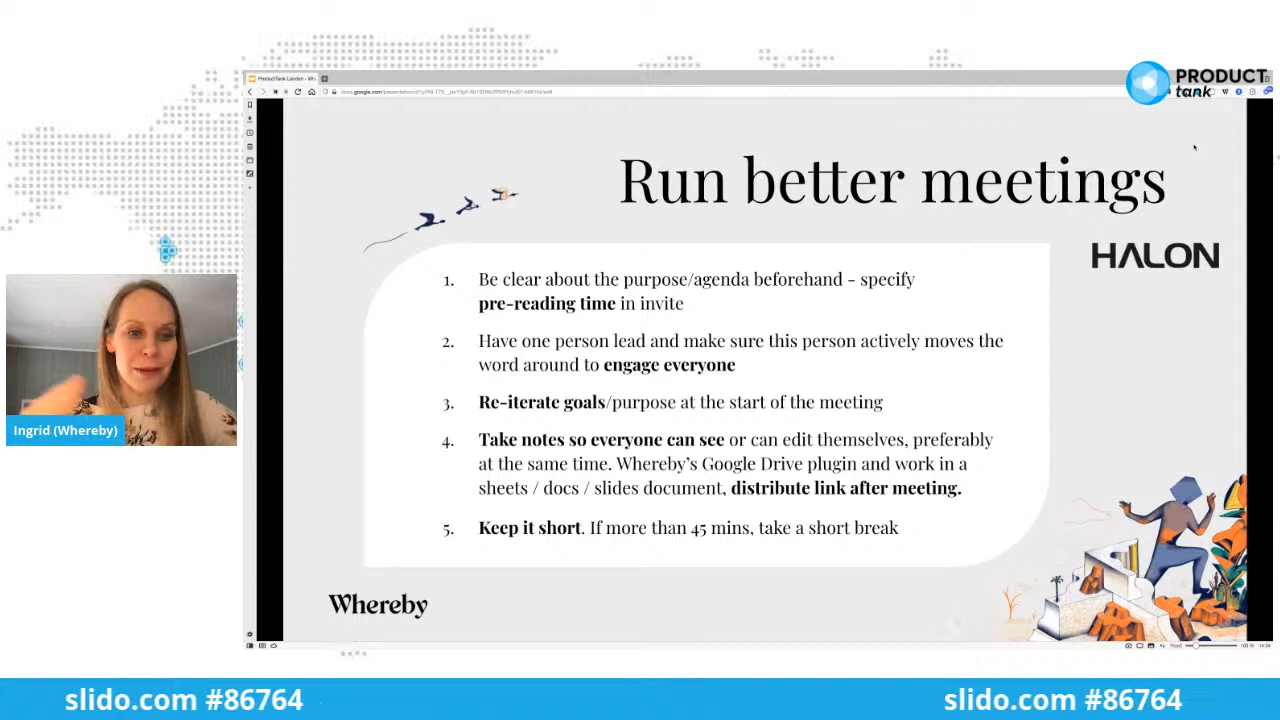 ProductTank London - Wh
PRODUCT
tank
Run better meetings
HALON
1. Be clear about the purpose/agenda beforehand - specify
pre-reading time in invite
2. Have one person lead and make sure this person actively moves the
word around to engage everyone
3. Re-iterate goals/purpose at the start of the meeting
4. Take notes so everyone can see or can edit themselves, preferably
at the same time. Whereby's Google Drive plugin and work in a
sheets / docs / slides document, distribute link after meeting.
5. Keep it short. If more than 45 mins, take a short break
Ingrid (Whereby)
Whereby
slido.com #86764
slido.com #86764